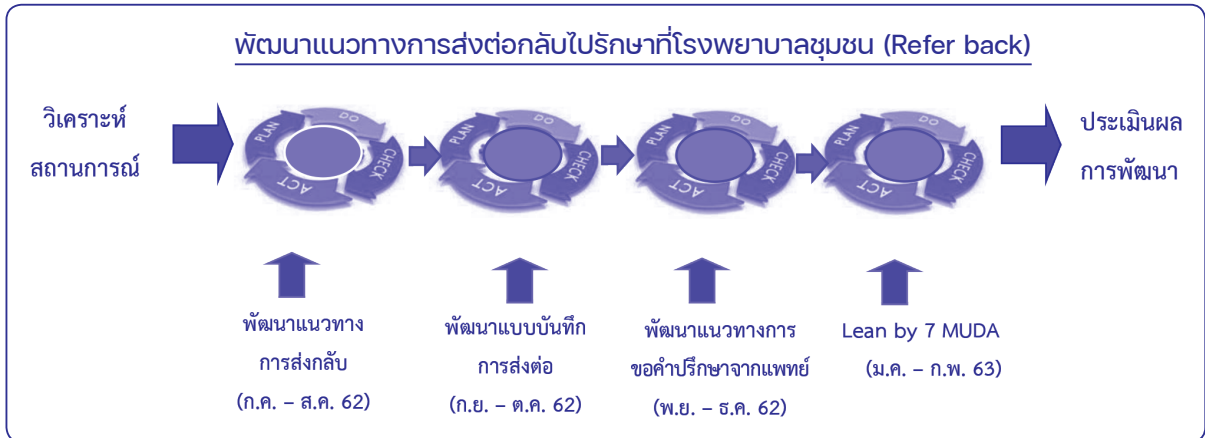 พัฒนาแนวทางการส่งต่อกลับไปรักษาที่โรงพยาบาลชุมชน (Refer back)
วิเคราะห์
สถานการณ์
PLAN
DO
CHECK
ACT
PLAN
DO
CHECK
ACT
PLAN
DO
CHECK
ACT
PLAN
DO
CHECK
ACT
ประเมินผล
การพัฒนา
พัฒนาแนวทาง
การส่งกลับ
(ก.ค. – ส.ค. 62)
พัฒนาแบบบันทึก
การส่งต่อ
(ก.ย. – ต.ค. 62)
พัฒนาแนวทางการ
ขอคำปรึกษาจากแพทย์
(พ.ย. – ธ.ค. 62)
Lean by 7 MUDA
(ม.ค. – ก.พ. 63)